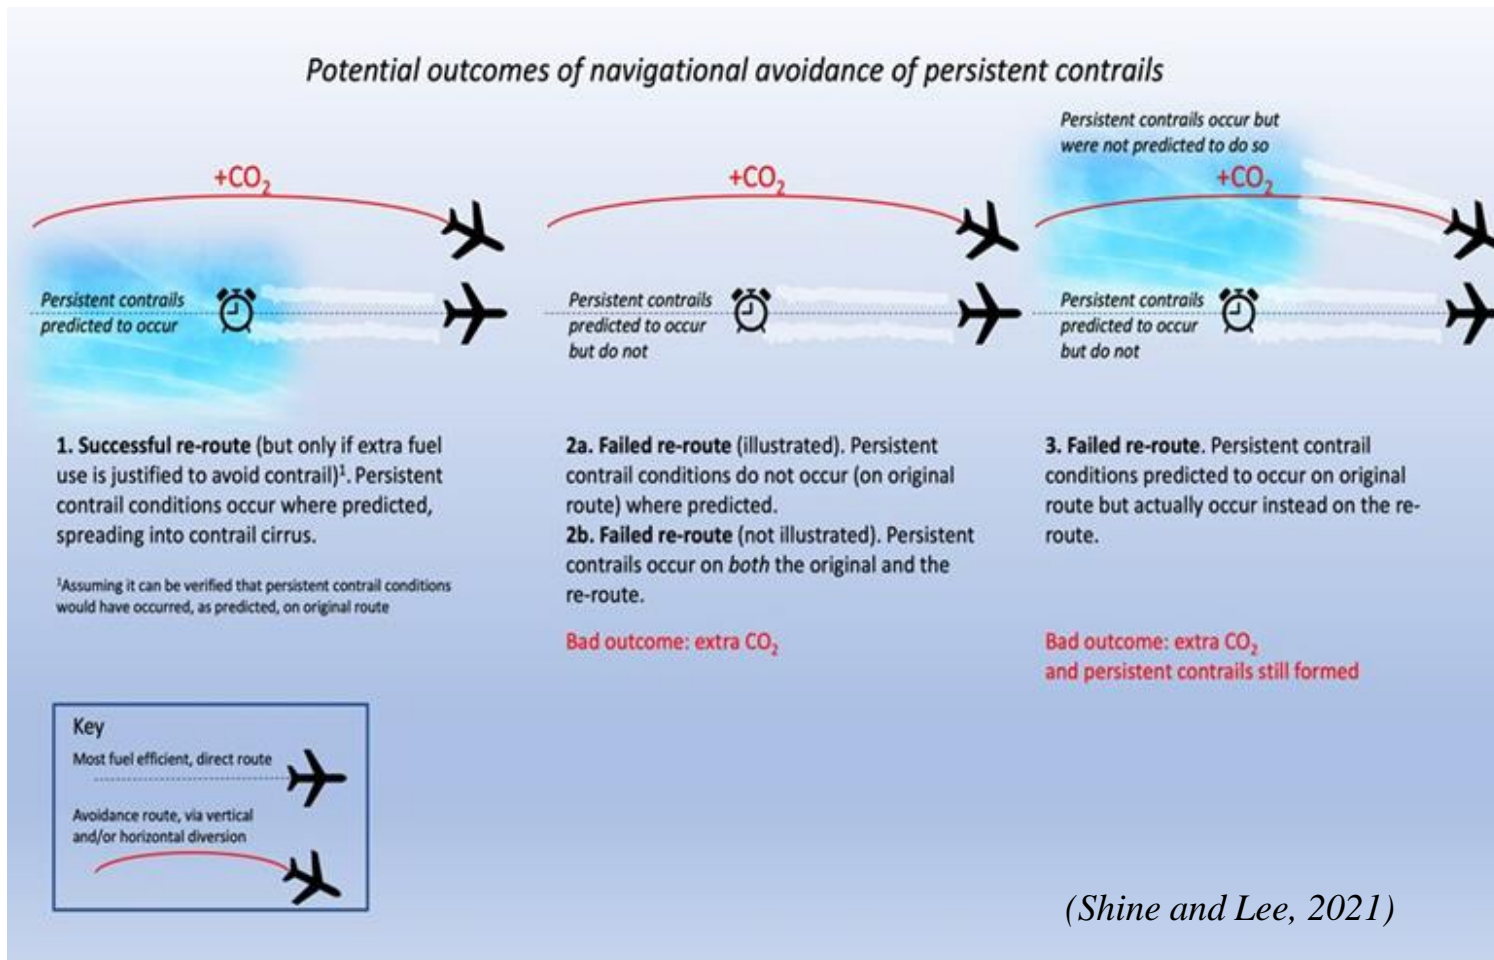 Potential outcomes of navigational avoidance of persistent contrails
+CO₂
Persistent contrails
predicted to occur
1. Successful re-route (but only if extra fuel
use is justified to avoid contrail)¹. Persistent
contrail conditions occur where predicted,
spreading into contrail cirrus.
¹Assuming it can be verified that persistent contrail conditions
would have occurred, as predicted, on original route
+CO₂
Persistent contrails
predicted to occur
but do not
2a. Failed re-route (illustrated). Persistent
contrail conditions do not occur (on original
route) where predicted.
2b. Failed re-route (not illustrated). Persistent
contrails occur on both the original and the
re-route.
Bad outcome: extra CO₂
Persistent contrails occur but
were not predicted to do so
+CO₂
Persistent contrails
predicted to occur
but do not
3. Failed re-route. Persistent contrail
conditions predicted to occur on original
route but actually occur instead on the re-
route.
Bad outcome: extra CO₂
and persistent contrails still formed
Key
Most fuel efficient, direct route
Avoidance route, via vertical
and/or horizontal diversion
(Shine and Lee, 2021)